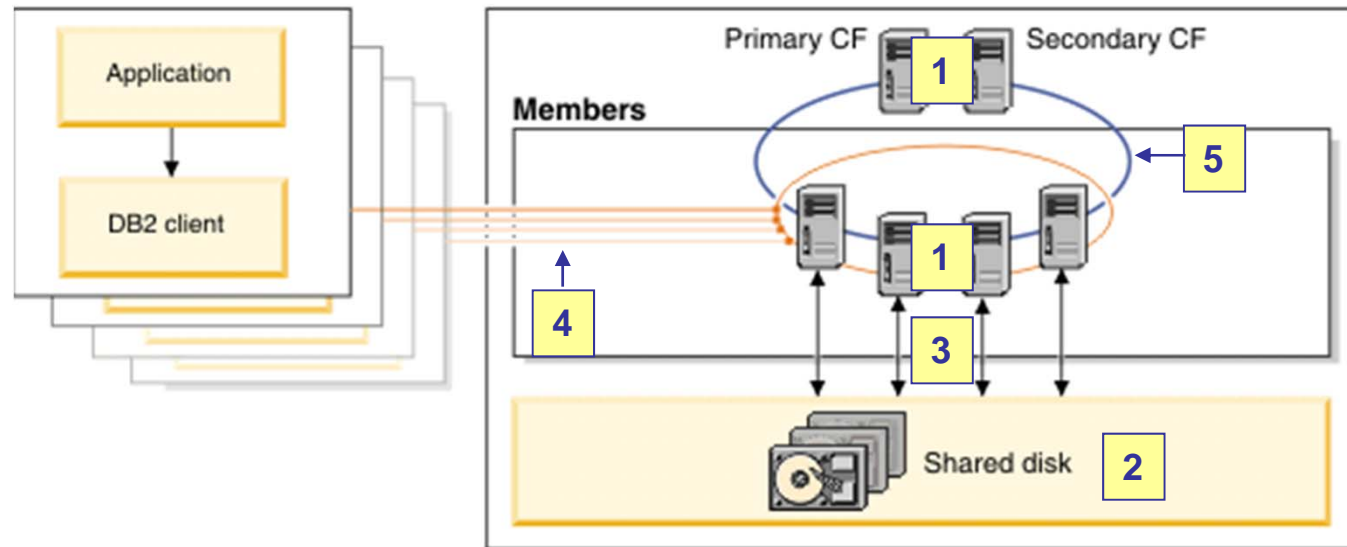 Application
DB2 client
4
Primary CF
Secondary CF
1
Members
5
1
3
Shared disk
2